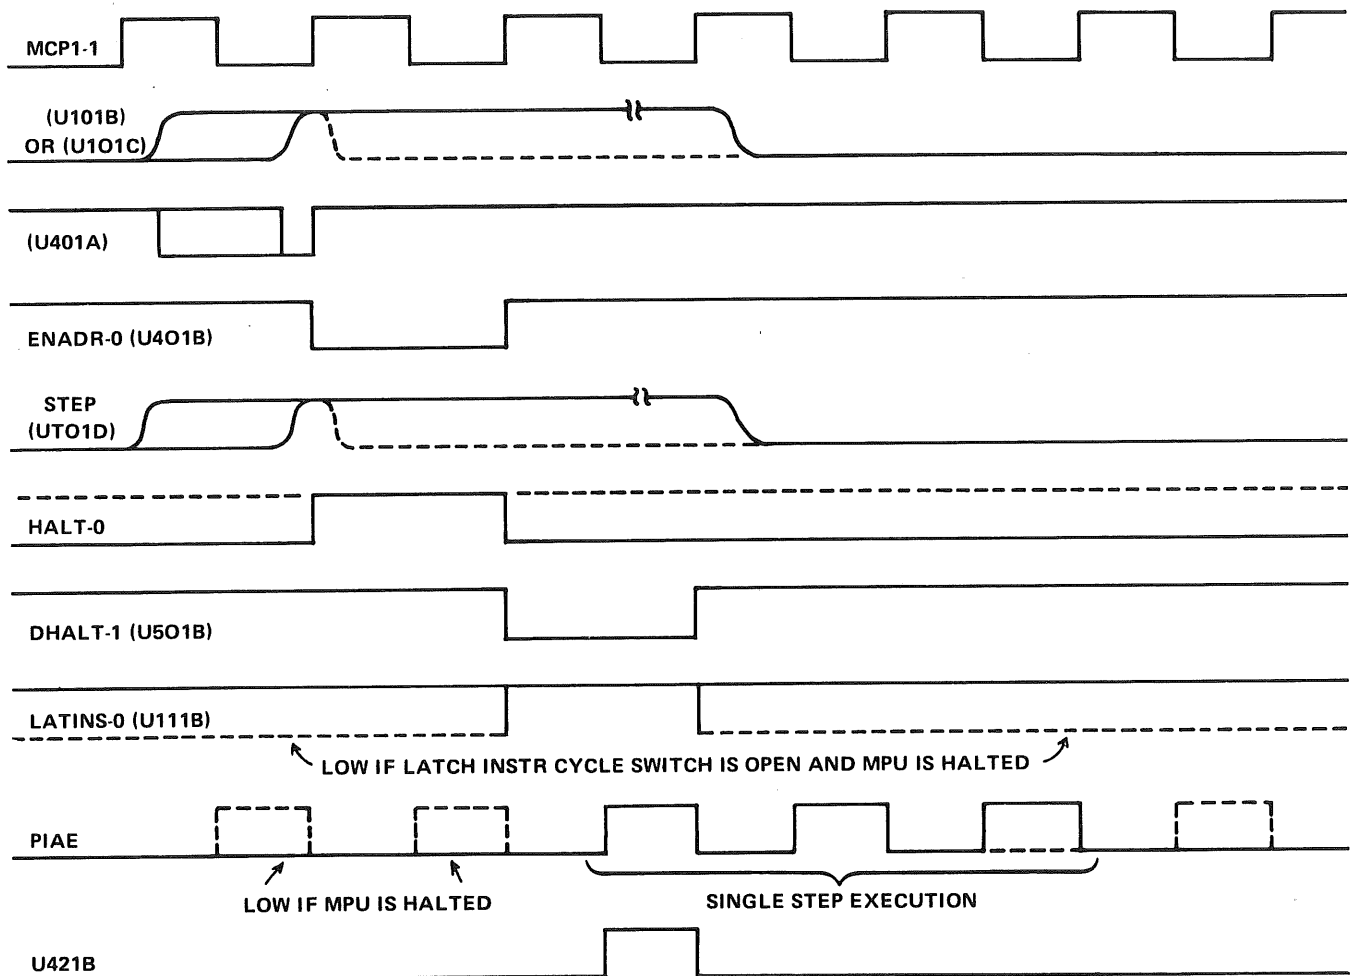 MCP1-1
(U101B)
OR (U1O1C)
(U401A)
ENADR-0 (U4O1B)
STEP
(UTO1D)
HALT-0
DHALT-1 (U5O1B)
LATINS-0 (U111B)
LOW IF LATCH INSTR CYCLE SWITCH IS OPEN AND MPU IS HALTED
PIAE
LOW IF MPU IS HALTED
SINGLE STEP EXECUTION
U421B